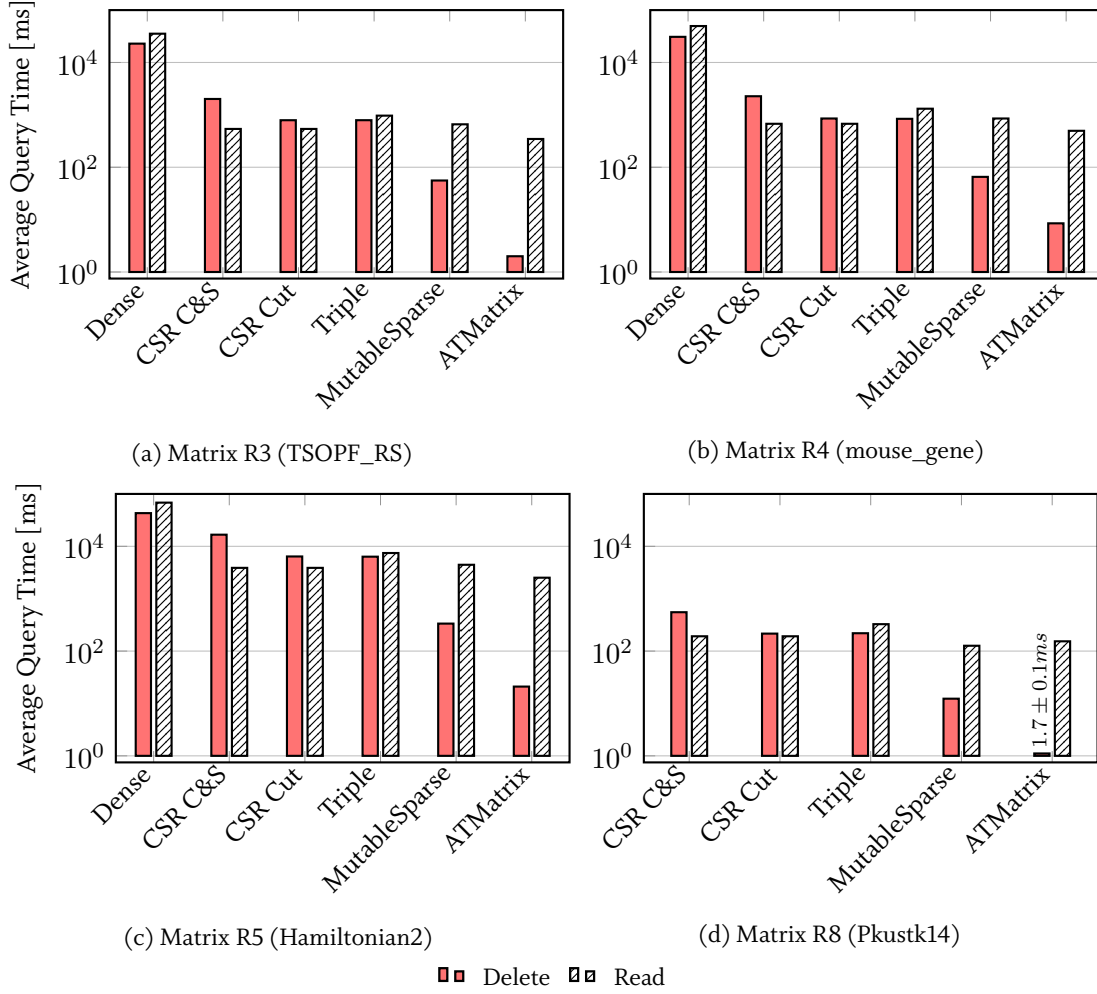 Average Query Time [ms]
10^4
10^2
10^0
Dense
CSR C&S
CSR Cut
Triple
MutableSparse
ATMatrix
(a) Matrix R3 (TSOPF_RS)
10^4
10^2
10^0
Dense
CSR C&S
CSR Cut
Triple
MutableSparse
ATMatrix
(b) Matrix R4 (mouse_gene)
Average Query Time [ms]
10^4
10^2
10^0
Dense
CSR C&S
CSR Cut
Triple
MutableSparse
ATMatrix
(c) Matrix R5 (Hamiltonian2)
10^4
10^2
10^0
1.7 ± 0.1ms
CSR C&S
CSR Cut
Triple
MutableSparse
ATMatrix
(d) Matrix R8 (Pkustk14)
Delete Read